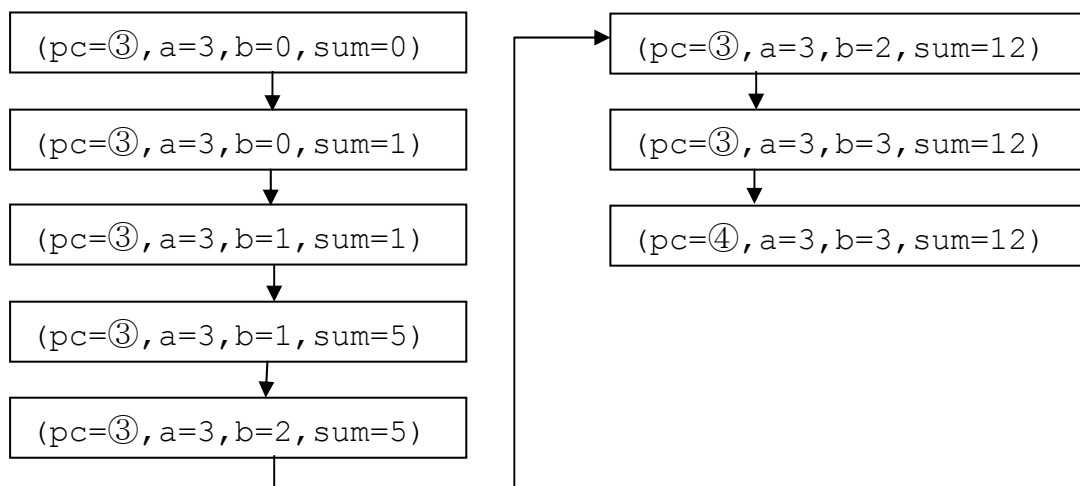 (pc=③,a=3,b=0,sum=0)
(pc=③,a=3,b=0,sum=1)
(pc=③,a=3,b=1,sum=1)
(pc=③,a=3,b=1,sum=5)
(pc=③,a=3,b=2,sum=5)
(pc=③,a=3,b=2,sum=12)
(pc=③,a=3,b=3,sum=12)
(pc=④,a=3,b=3,sum=12)